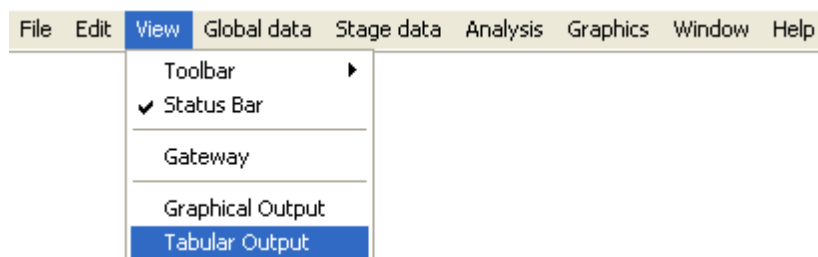 File Edit View Global data Stage data Analysis Graphics Window Help
Toolbar
Status Bar
Gateway
Graphical Output
Tabular Output